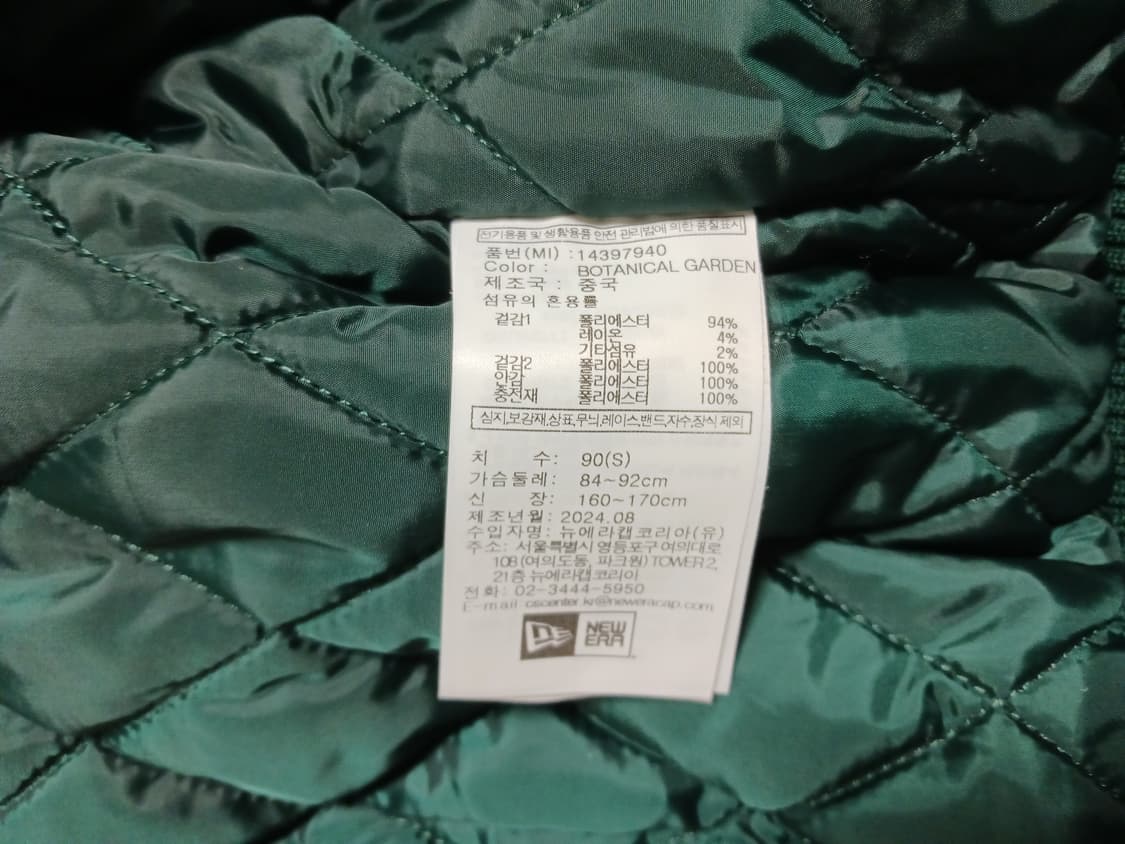 전기용품 및 생활용품 안전 관리법에 의한 품질표시
품번(MI) : 14397940
Color : BOTANICAL GARDEN
제조국 : 중국
섬유의 혼용률
겉감1 폴리에스터 94%
레이온 4%
기타섬유 2%
겉감2 폴리에스터 100%
안감 폴리에스터 100%
충전재 폴리에스터 100%
심지,보강재,상표,무늬,레이스,밴드,자수,장식 제외
치 수: 90(S)
가슴둘레: 84~92cm
신 장: 160~170cm
제조년월: 2024.08
수입자명: 뉴에라캡코리아(유)
주소: 서울특별시 영등포구 여의대로
108 (여의도동, 파크원) TOWER 2,
21층 뉴에라캡코리아
전화: 02-3444-5950
E-mail cscenter.kr@neweracap.com
NEW
ERA